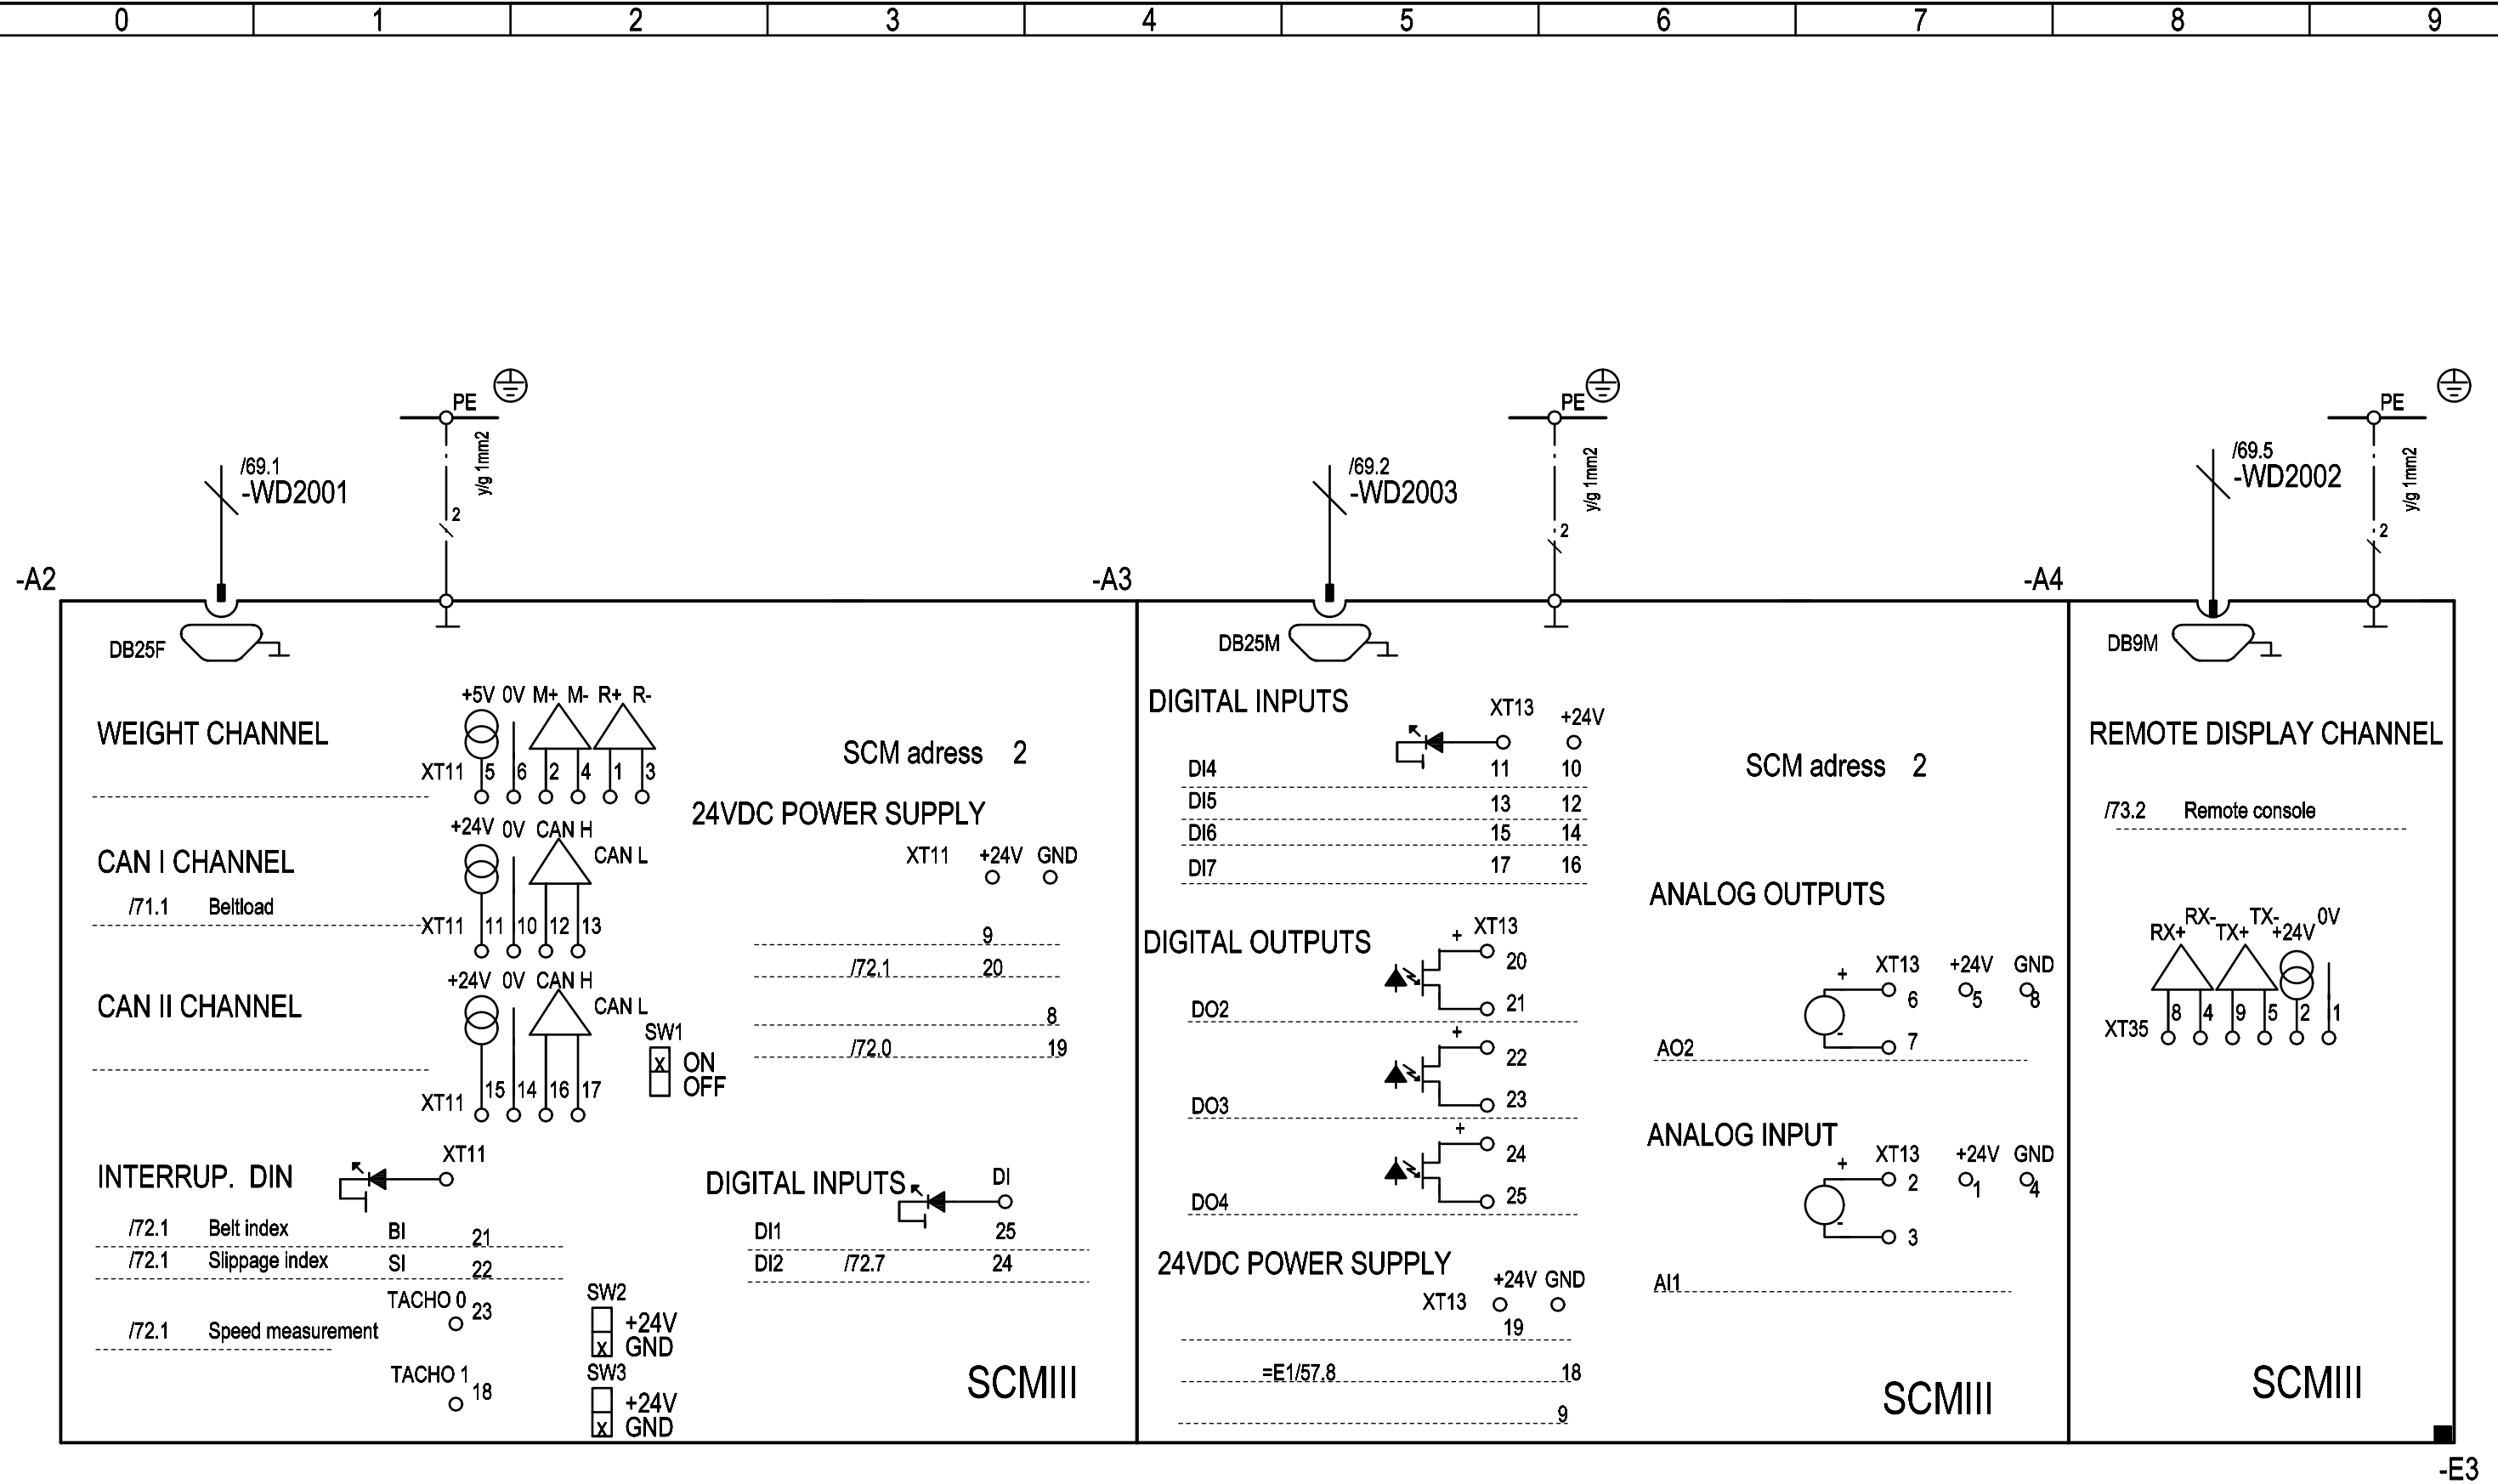 0 1 2 3 4 5 6 7 8 9
PE
y/g 1mm2
2
/69.1
-WD2001
PE
y/g 1mm2
2
/69.2
-WD2003
PE
y/g 1mm2
2
/69.5
-WD2002
-A2
DB25F
WEIGHT CHANNEL
+5V 0V M+ M- R+ R-
XT11 5 6 2 4 1 3
CAN I CHANNEL
+24V 0V CAN H
CAN L
/71.1 Beltload
XT11 11 10 12 13
CAN II CHANNEL
+24V 0V CAN H
CAN L
XT11 15 14 16 17
SW1
x ON
OFF
INTERRUP. DIN
XT11
/72.1 Belt index BI 21
/72.1 Slippage index SI 22
TACHO 0 23
/72.1 Speed measurement
TACHO 1 18
SW2
+24V
x GND
SW3
+24V
x GND
SCM adress 2
24VDC POWER SUPPLY
XT11 +24V GND
9
/72.1 20
8
/72.0 19
DIGITAL INPUTS
DI
DI1 25
DI2 /72.7 24
SCMIII
-A3
DB25M
DIGITAL INPUTS
XT13 +24V
DI4 11 10
DI5 13 12
DI6 15 14
DI7 17 16
DIGITAL OUTPUTS
+ XT13
20
DO2 21
+
22
DO3 23
+
24
DO4 25
24VDC POWER SUPPLY
+24V GND
XT13
19
=E1/57.8 18
9
SCM adress 2
ANALOG OUTPUTS
XT13 +24V GND
+ 6 5 8
- 7
AO2
ANALOG INPUT
XT13 +24V GND
+ 2 1 4
- 3
AI1
SCMIII
-A4
DB9M
REMOTE DISPLAY CHANNEL
/73.2 Remote console
RX- TX- 0V
RX+ TX+ +24V
XT35 8 4 9 5 2 1
SCMIII
-E3